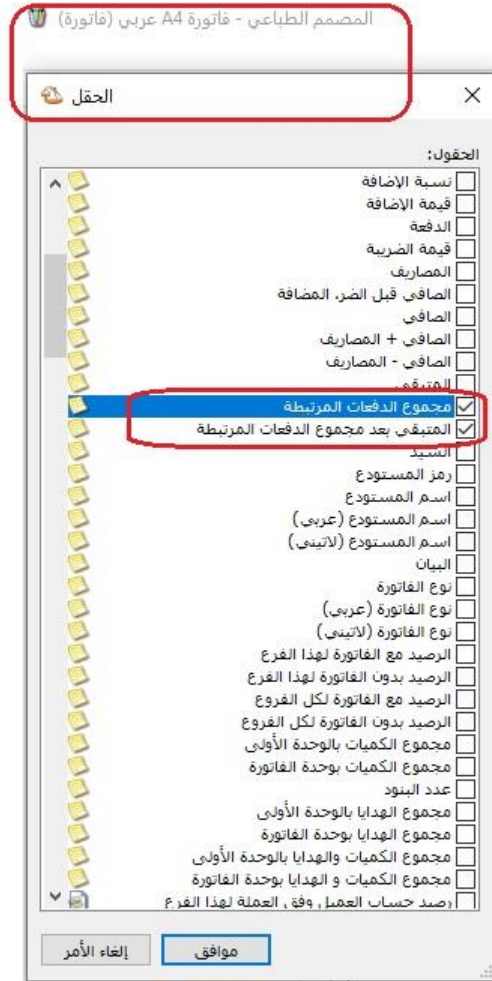 المصمم الطباعي - فاتورة A4 عربي (فاتورة)
الحقل
الحقول:
نسبة الإضافة
قيمة الإضافة
الدفعة
قيمة الضريبة
المصاريف
الصافي قبل الضر. المضافة
الصافي
الصافي + المصاريف
الصافي - المصاريف
المتبقي
مجموع الدفعات المرتبطة
المتبقي بعد مجموع الدفعات المرتبطة
السيد
رمز المستودع
اسم المستودع
اسم المستودع (عربي)
اسم المستودع (لاتيني)
البيان
نوع الفاتورة
نوع الفاتورة (عربي)
نوع الفاتورة (لاتيني)
الرصيد مع الفاتورة لهذا الفرع
الرصيد بدون الفاتورة لهذا الفرع
الرصيد مع الفاتورة لكل الفروع
الرصيد بدون الفاتورة لكل الفروع
مجموع الكميات بالوحدة الأولى
مجموع الكميات بوحدة الفاتورة
عدد البنود
مجموع الهدايا بالوحدة الأولى
مجموع الهدايا بوحدة الفاتورة
مجموع الكميات والهدايا بالوحدة الأولى
مجموع الكميات و الهدايا بوحدة الفاتورة
رصيد حساب العميل وفق العملة لهذا الفرع
موافق
إلغاء الأمر